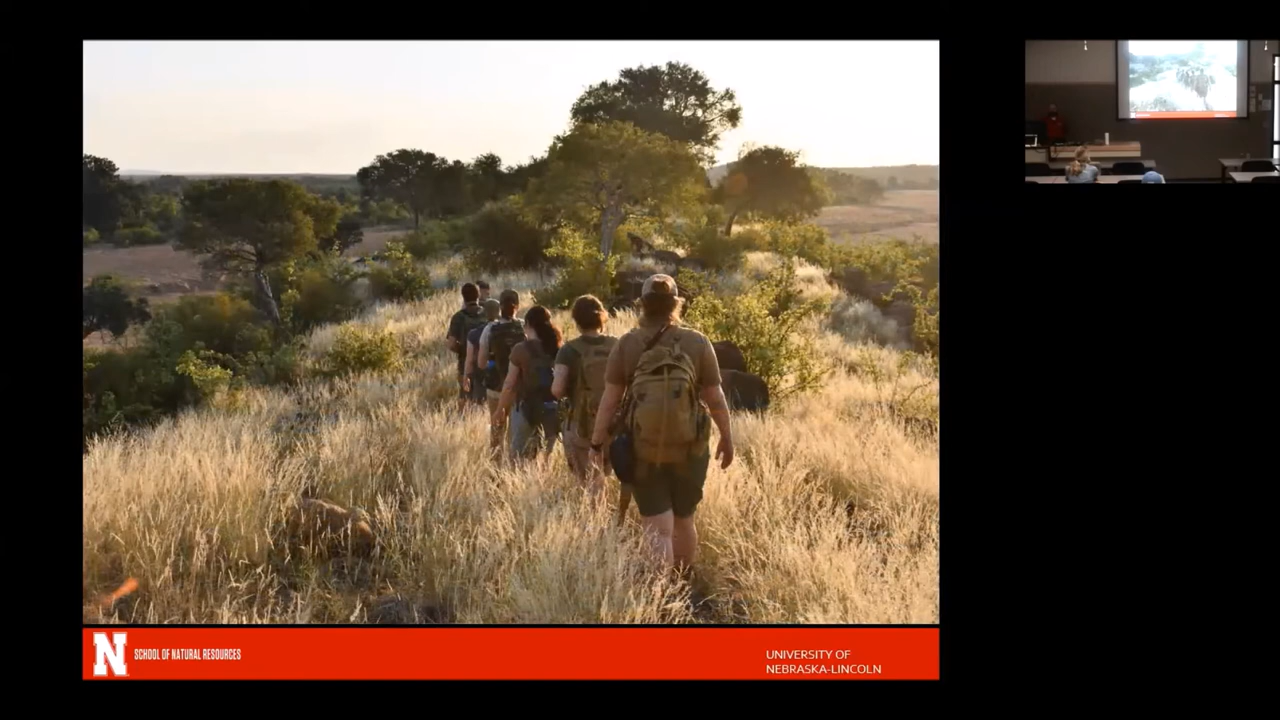 N
SCHOOL OF NATURAL RESOURCES
UNIVERSITY OF
NEBRASKA-LINCOLN